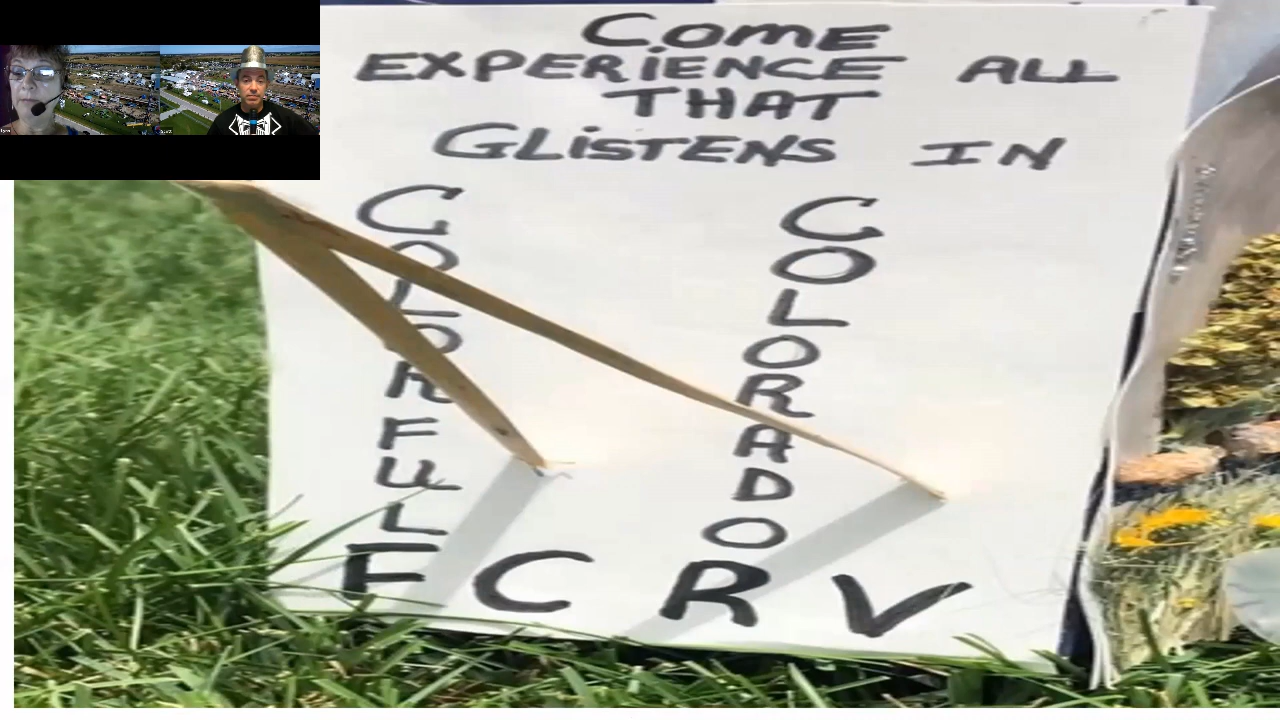 COME
EXPERIENCE ALL
THAT
GLISTENS IN
COLORFUL
COLORADO
FCRV